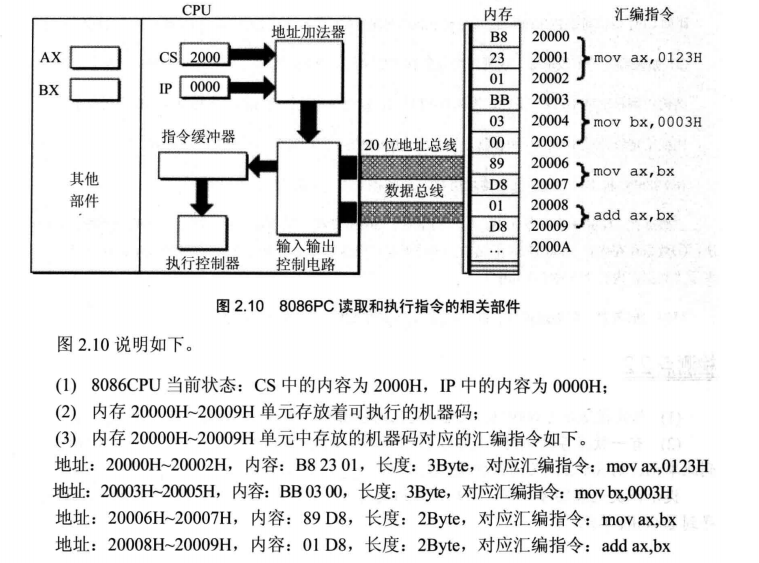 CPU
内存
汇编指令
地址加法器
AX
BX
CS
2000
IP
0000
指令缓冲器
20 位地址总线
数据总线
其他
部件
执行控制器
输入输出
控制电路
B8 20000
23 20001 mov ax,0123H
01 20002
BB 20003
03 20004 mov bx,0003H
00 20005
89 20006
mov ax,bx
D8 20007
01 20008
add ax,bx
D8 20009
… 2000A
图 2.10 8086PC 读取和执行指令的相关部件
图 2.10 说明如下。
(1) 8086CPU 当前状态：CS 中的内容为 2000H，IP 中的内容为 0000H；
(2) 内存 20000H~20009H 单元存放着可执行的机器码；
(3) 内存 20000H~20009H 单元中存放的机器码对应的汇编指令如下。
地址：20000H~20002H，内容：B8 23 01，长度：3Byte，对应汇编指令：mov ax,0123H
地址：20003H~20005H，内容：BB 03 00，长度：3Byte，对应汇编指令：mov bx,0003H
地址：20006H~20007H，内容：89 D8，长度：2Byte，对应汇编指令：mov ax,bx
地址：20008H~20009H，内容：01 D8，长度：2Byte，对应汇编指令：add ax,bx